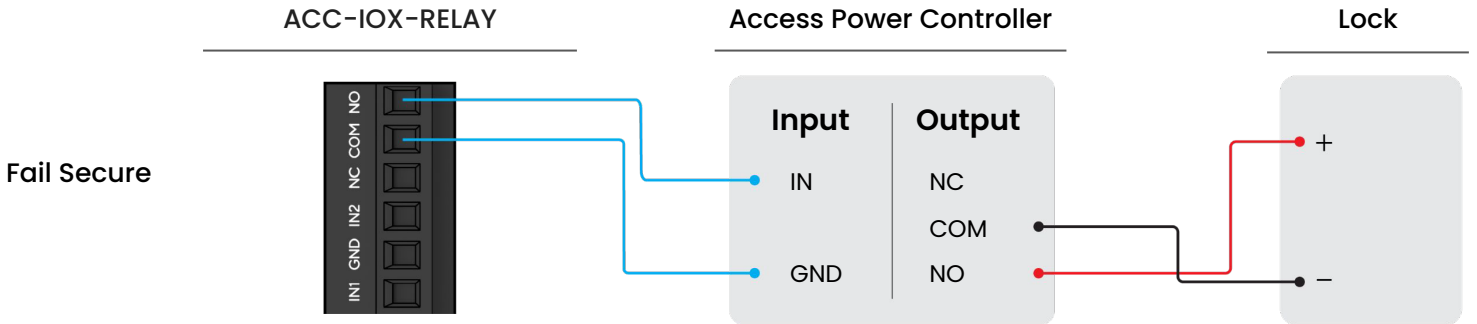 ACC-IOX-RELAY
Access Power Controller
Lock
Fail Secure
NO
COM
NC
IN2
GND
IN1
Input
Output
IN
NC
COM
GND
NO
+
−